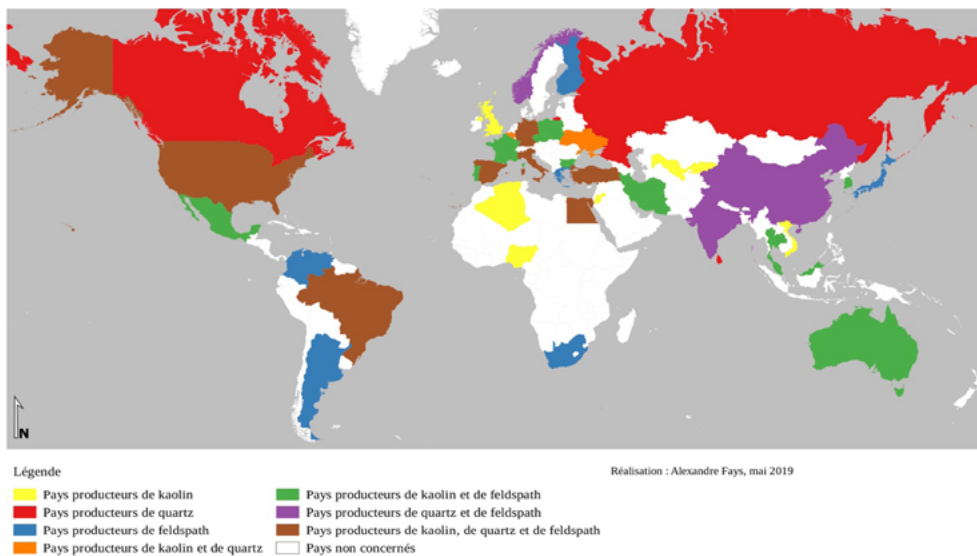 N
Légende
Réalisation : Alexandre Fays, mai 2019
Pays producteurs de kaolin
Pays producteurs de quartz
Pays producteurs de feldspath
Pays producteurs de kaolin et de quartz
Pays producteurs de kaolin et de feldspath
Pays producteurs de quartz et de feldspath
Pays producteurs de kaolin, de quartz et de feldspath
Pays non concernés